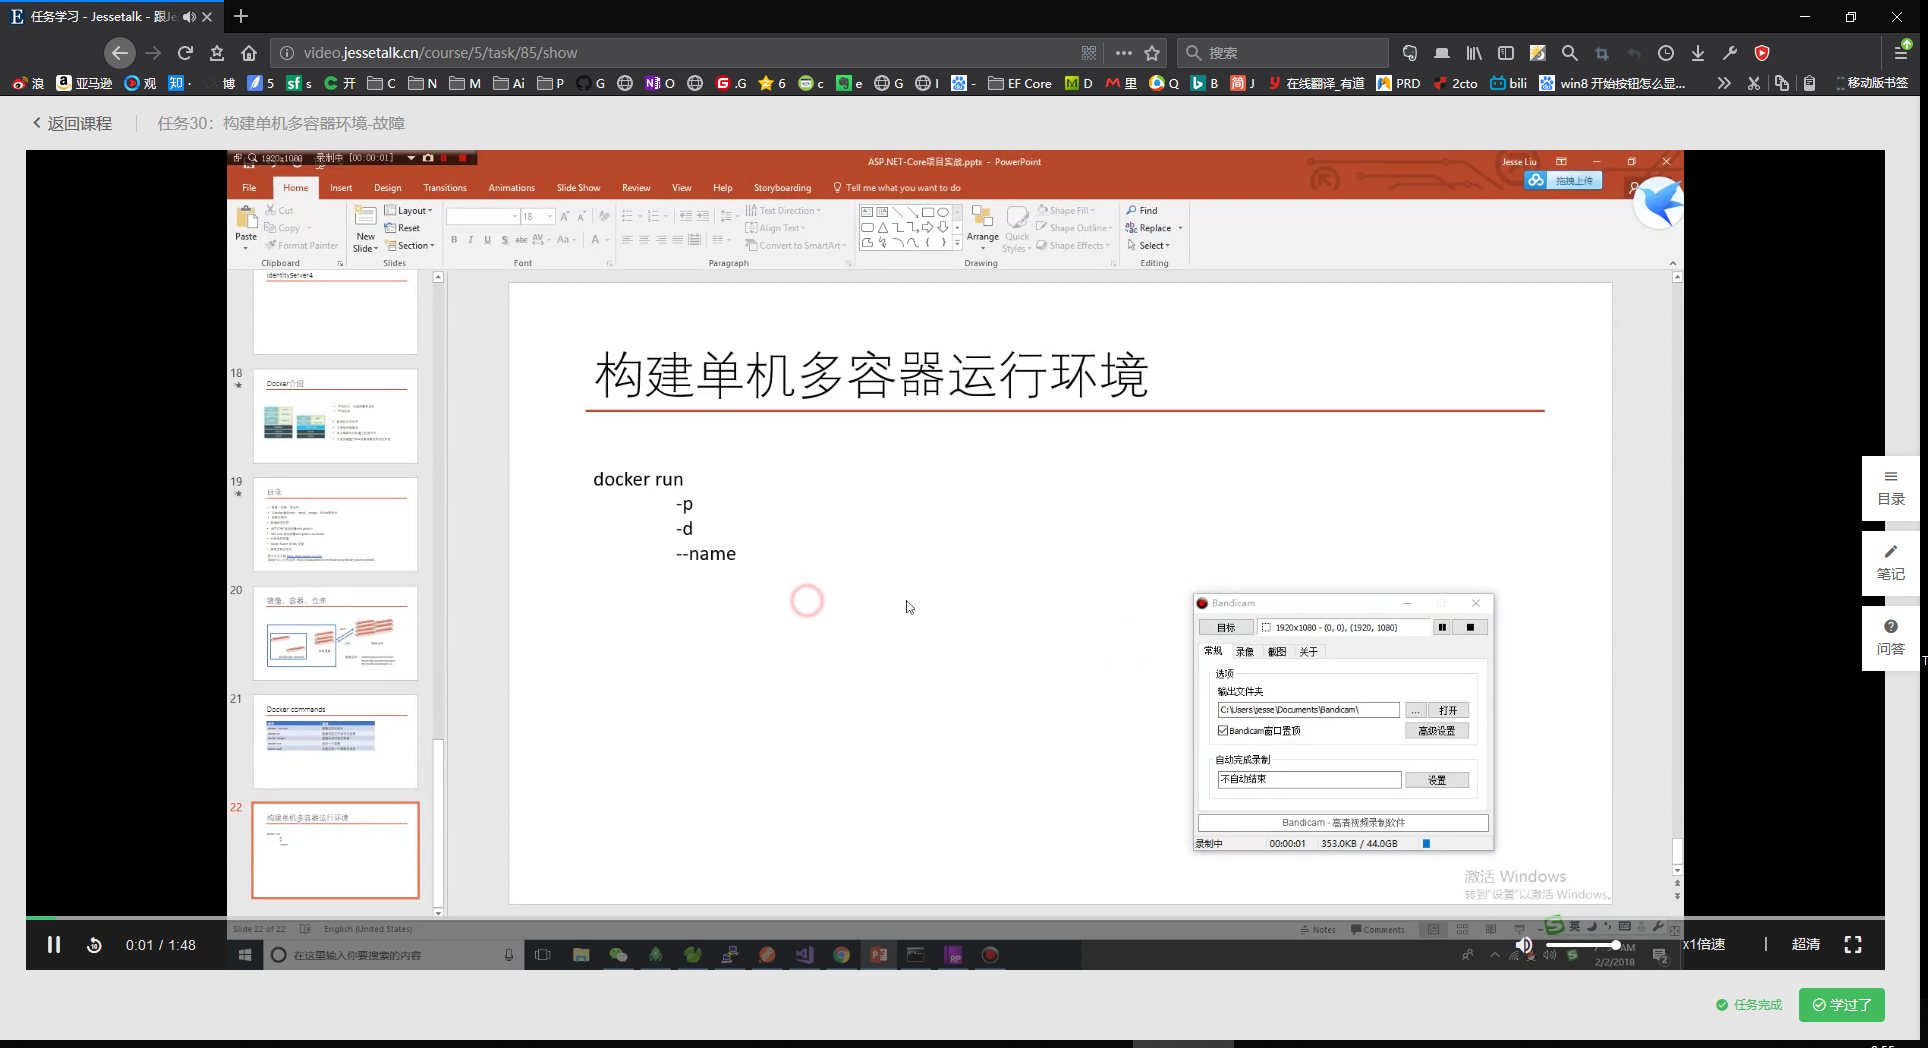 任务学习 - Jessetalk - 跟Je
video.jessetalk.cn/course/5/task/85/show
搜索
浪 亚马逊 观 知 · 博 5 s 开 C N M Ai P G O .G 6 c e G I - EF Core D 里 Q B J 在线翻译_有道 PRD 2cto bili win8 开始按钮怎么显... 移动版书签
返回课程 任务30：构建单机多容器环境-故障
1920x1080 录制中 [00:00:01]
ASP.NET-Core项目实战.pptx - PowerPoint
Jesse Liu
拖拽上传
File Home Insert Design Transitions Animations Slide Show Review View Help Storyboarding Tell me what you want to do
Paste Cut
Copy
Format Painter
New Slide
Layout
Reset
Section
18
Text Direction
Align Text
Convert to SmartArt
Arrange
Quick Styles
Shape Fill
Shape Outline
Shape Effects
Find
Replace
Select
Clipboard Slides Font Paragraph Drawing Editing
IdentityServer4
18
Docker介绍
19
目录
20
镜像、容器、仓库
21
Docker commands
22
构建单机多容器运行环境
构建单机多容器运行环境
docker run
-p
-d
--name
Bandicam
目标 1920x1080 - (0, 0), (1920, 1080)
常规 录像 截图 关于
选项
输出文件夹
C:\Users\jesse\Documents\Bandicam\ ... 打开
Bandicam窗口置顶 高级设置
自动完成录制
不自动结束 设置
Bandicam - 高清视频录制软件
录制中 00:00:01 353.0KB / 44.0GB
激活 Windows
转到"设置"以激活 Windows。
目录
笔记
问答
Slide 22 of 22 English (United States) Notes Comments
英
0:01 / 1:48
在这里输入你要搜索的内容
AM
2/2/2018
x1倍速 | 超清
任务完成 学过了